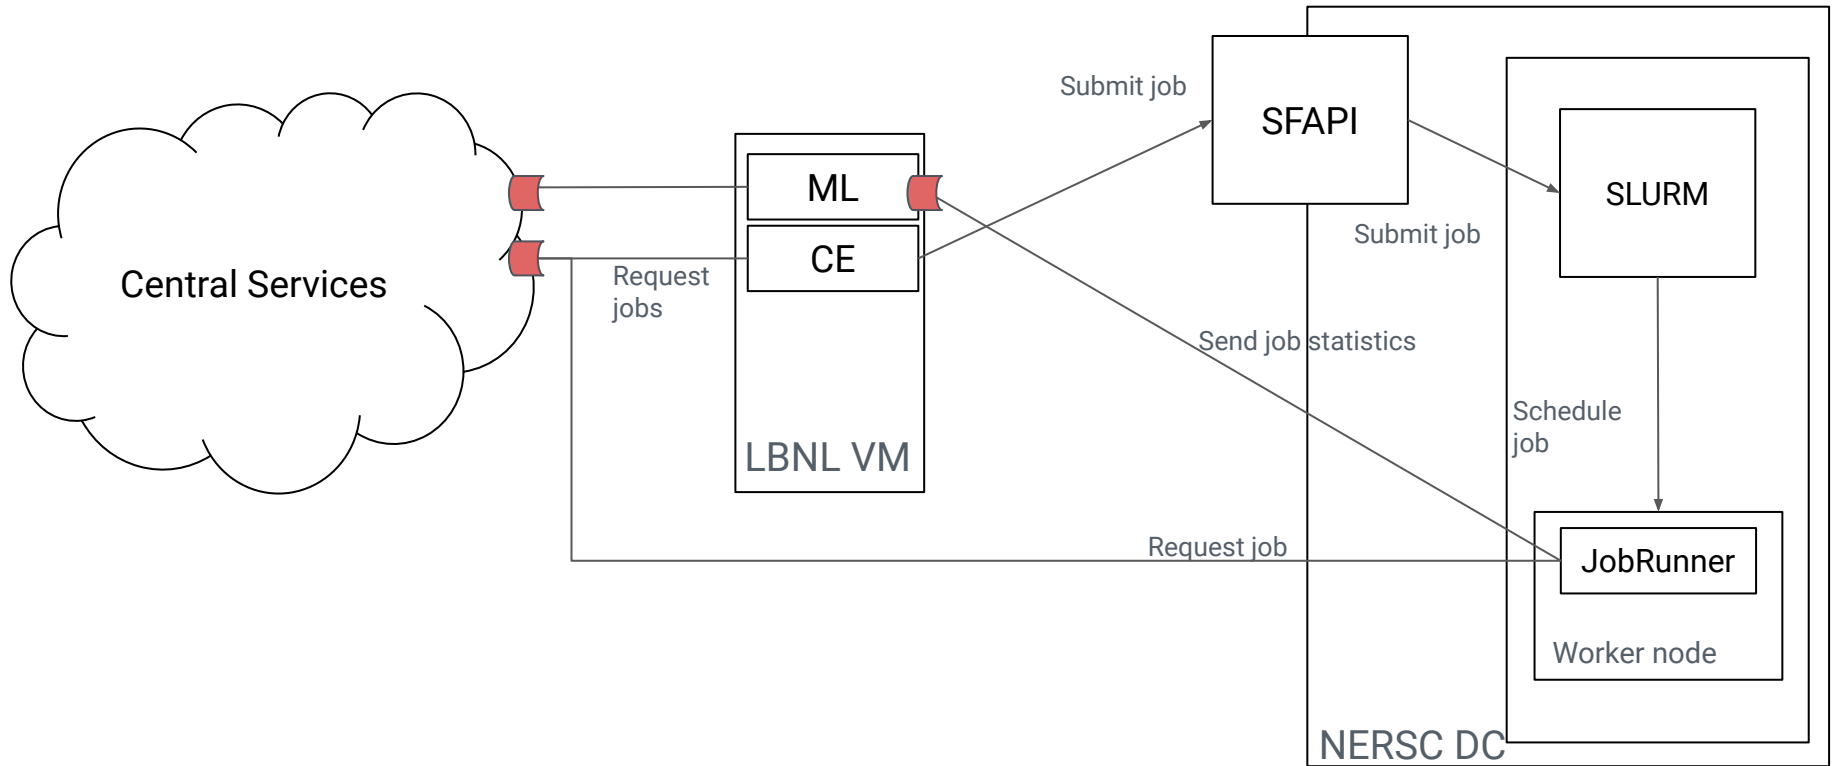 Submit job
SFAPI
ML
SLURM
Submit job
CE
Central Services
Request
jobs
Send job statistics
Schedule
job
LBNL VM
Request job
JobRunner
Worker node
NERSC DC